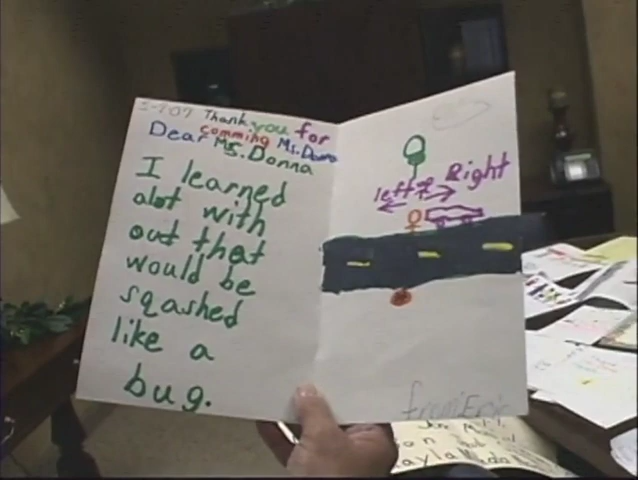 Thank you for
comming Ms. Donna
Dear Ms. Donna
I learned
alot with
out that
would be
sqashed
like a
bug.
left Right
from: Eric
ayla